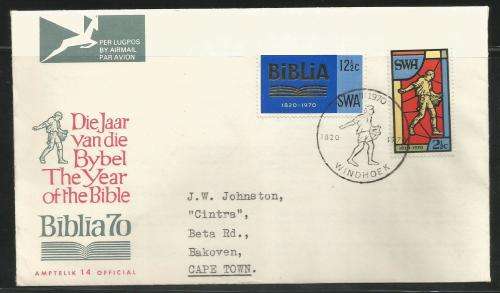 PER LUGPOS
BY AIRMAIL
PAR AVION
BIBLIA 12½c
1820-1970
SWA
SWA
1820-1970
2½c
1970
1820
WINDHOEK
Die Jaar
van die
Bybel
The Year
of the Bible
Biblia 70
AMPTELIK 14 OFFICIAL
J.W. Johnston,
"Cintra",
Beta Rd.,
Bakoven,
CAPE TOWN.